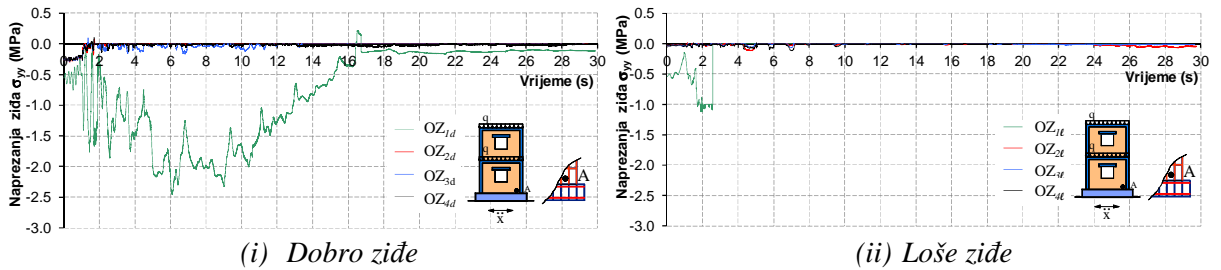 Naprezanja ziđa σyy (MPa)
0.5
0.0
-0.5
-1.0
-1.5
-2.0
-2.5
-3.0
0 2 4 6 8 10 12 14 16 18 20 22 24 26 28 30
Vrijeme (s)
OZ1d
OZ2d
OZ3d
OZ4d
q
q
A
ẍ
A
(i) Dobro ziđe
Naprezanja ziđa σyy (MPa)
0.5
0.0
-0.5
-1.0
-1.5
-2.0
-2.5
-3.0
0 2 4 6 8 10 12 14 16 18 20 22 24 26 28 30
Vrijeme (s)
OZ1ℓ
OZ2ℓ
OZ3ℓ
OZ4ℓ
q
q
A
ẍ
A
(ii) Loše ziđe